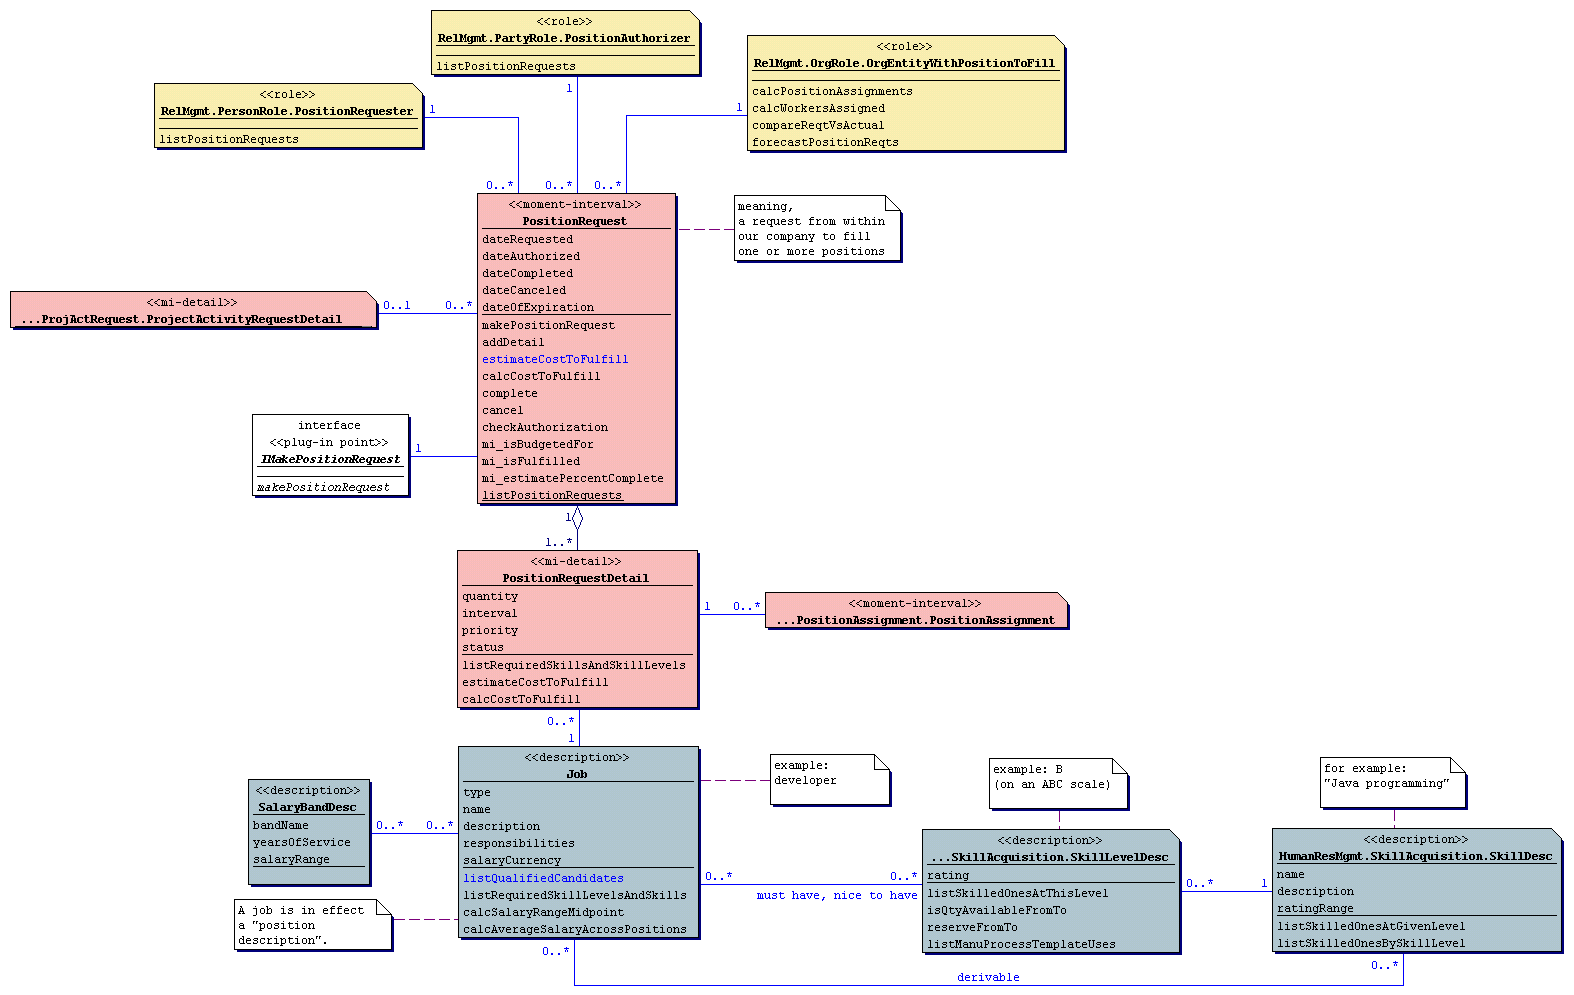 <<role>>
RelMgmt.PartyRole.PositionAuthorizer
listPositionRequests
1
<<role>>
RelMgmt.OrgRole.OrgEntityWithPositionToFill
calcPositionAssignments
calcWorkersAssigned
compareReqtVsActual
forecastPositionReqts
1
<<role>>
RelMgmt.PersonRole.PositionRequester
listPositionRequests
1
0..*
0..*
0..*
<<moment-interval>>
PositionRequest
dateRequested
dateAuthorized
dateCompleted
dateCanceled
dateOfExpiration
makePositionRequest
addDetail
estimateCostToFulfill
calcCostToFulfill
complete
cancel
checkAuthorization
mi_isBudgetedFor
mi_isFulfilled
mi_estimatePercentComplete
listPositionRequests
meaning,
a request from within
our company to fill
one or more positions
<<mi-detail>>
...ProjActRequest.ProjectActivityRequestDetail
0..1
0..*
interface
<<plug-in point>>
IMakePositionRequest
makePositionRequest
1
1
1..*
<<mi-detail>>
PositionRequestDetail
quantity
interval
priority
status
listRequiredSkillsAndSkillLevels
estimateCostToFulfill
calcCostToFulfill
1
0..*
<<moment-interval>>
...PositionAssignment.PositionAssignment
0..*
1
<<description>>
Job
type
name
description
responsibilities
salaryCurrency
listQualifiedCandidates
listRequiredSkillLevelsAndSkills
calcSalaryRangeMidpoint
calcAverageSalaryAcrossPositions
example:
developer
<<description>>
SalaryBandDesc
bandName
yearsOfService
salaryRange
0..*
0..*
A job is in effect
a "position
description".
example: B
(on an ABC scale)
<<description>>
...SkillAcquisition.SkillLevelDesc
rating
listSkilledOnesAtThisLevel
isQtyAvailableFromTo
reserveFromTo
listManuProcessTemplateUses
0..*
0..*
must have, nice to have
for example:
"Java programming"
<<description>>
HumanResMgmt.SkillAcquisition.SkillDesc
name
description
ratingRange
listSkilledOnesAtGivenLevel
listSkilledOnesBySkillLevel
0..*
1
0..*
0..*
derivable